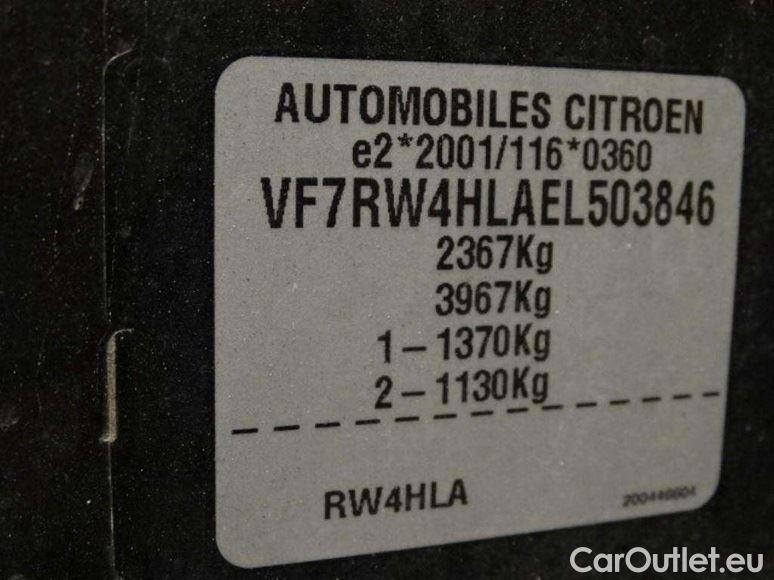 AUTOMOBILES CITROEN
e2*2001/116*0360
VF7RW4HLAEL503846
2367Kg
3967Kg
1-1370Kg
2-1130Kg
RW4HLA
CarOutlet.eu